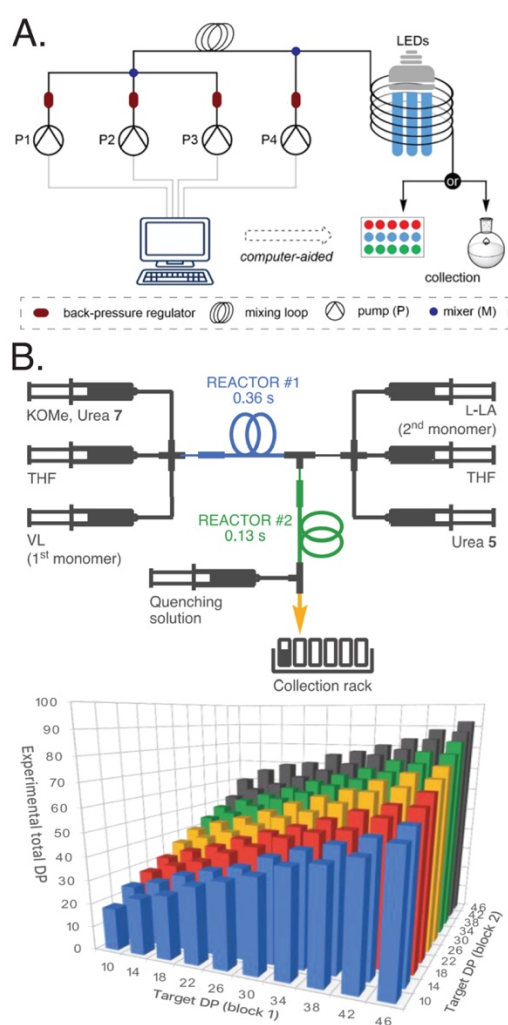 A.
LEDs
P1
P2
P3
P4
or
computer-aided
collection
back-pressure regulator
mixing loop
pump (P)
mixer (M)
B.
KOMe, Urea 7
REACTOR #1
0.36 s
L-LA
(2nd monomer)
THF
THF
VL
(1st monomer)
REACTOR #2
0.13 s
Urea 5
Quenching
solution
Collection rack
Experimental total DP
100
90
80
70
60
50
40
30
20
10
0
10
14
18
22
26
30
34
38
42
46
Target DP (block 1)
46
42
38
34
30
26
22
18
14
10
Target DP (block 2)